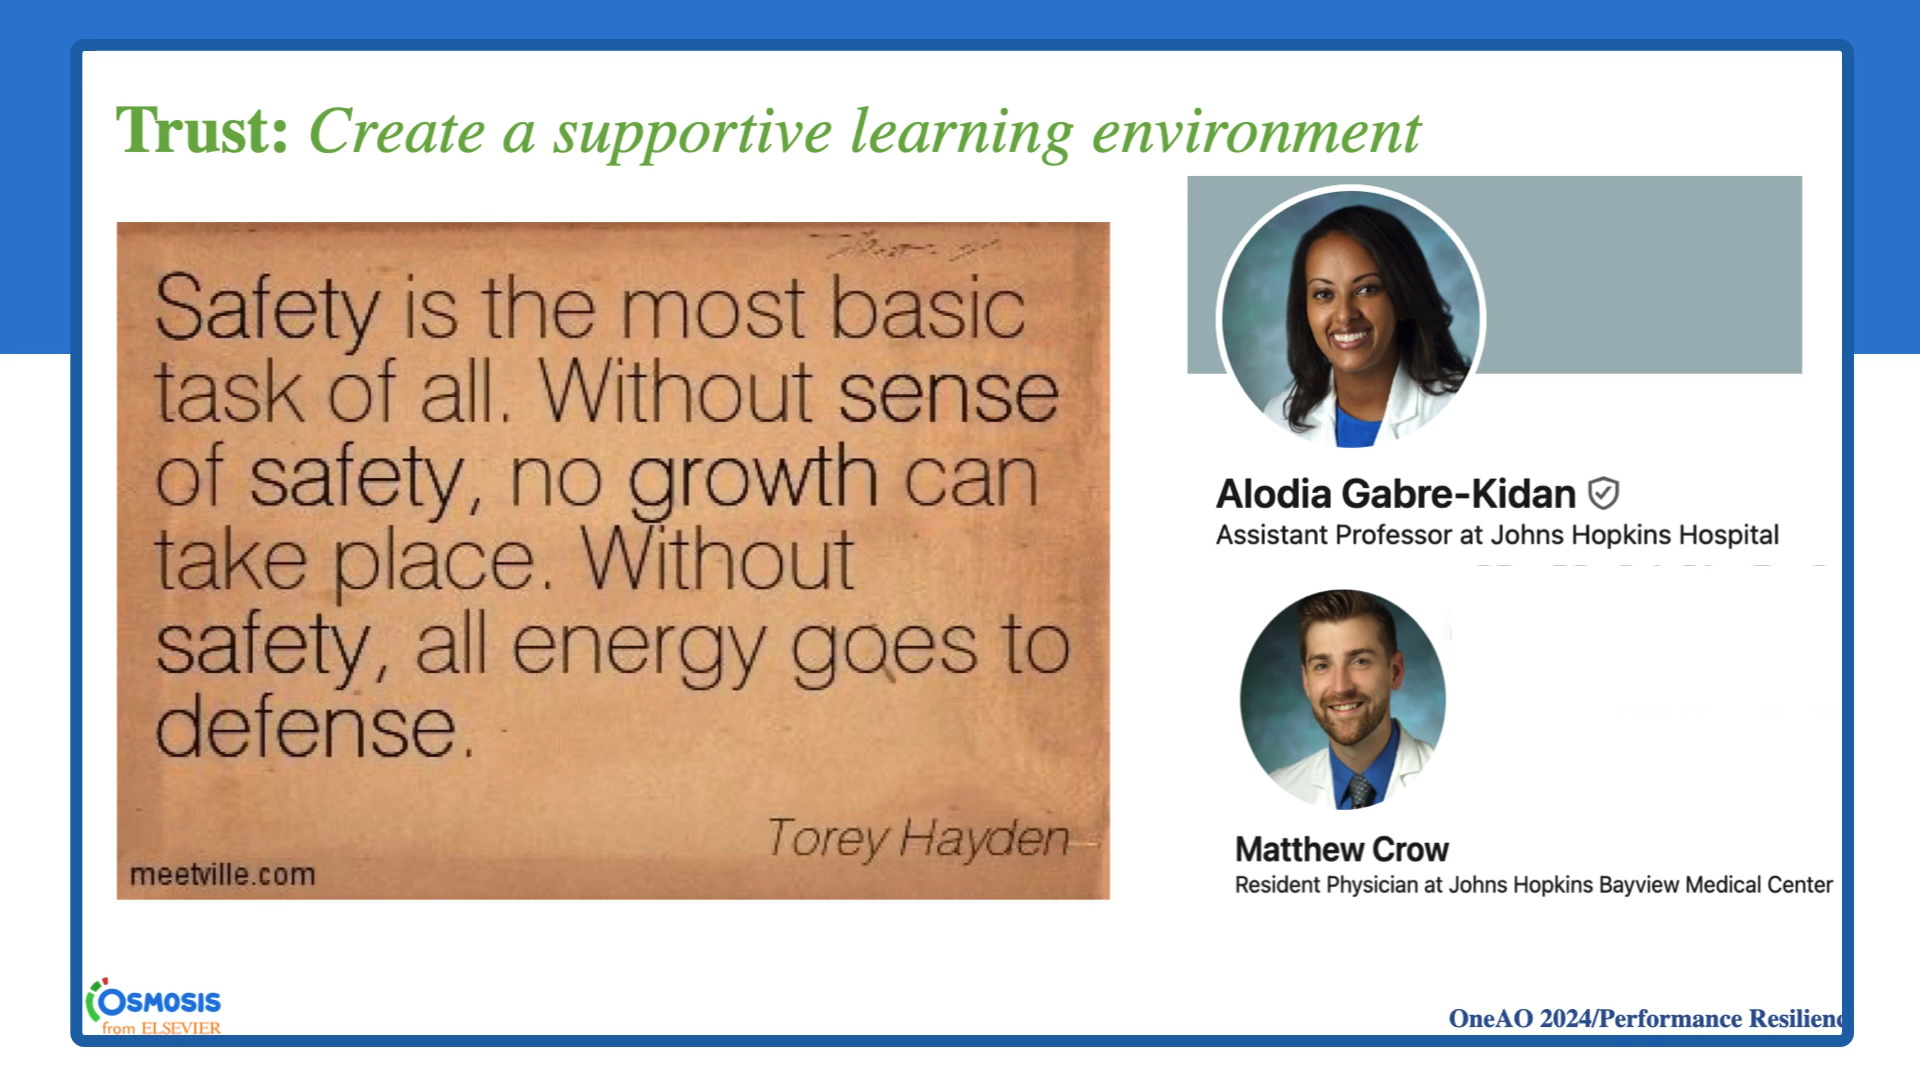 Trust: Create a supportive learning environment
Safety is the most basic
task of all. Without sense
of safety, no growth can
take place. Without
safety, all energy goes to
defense.
Torey Hayden
meetville.com
Alodia Gabre-Kidan
Assistant Professor at Johns Hopkins Hospital
Matthew Crow
Resident Physician at Johns Hopkins Bayview Medical Center
OSMOSIS
from ELSEVIER
OneAO 2024/Performance Resilienc